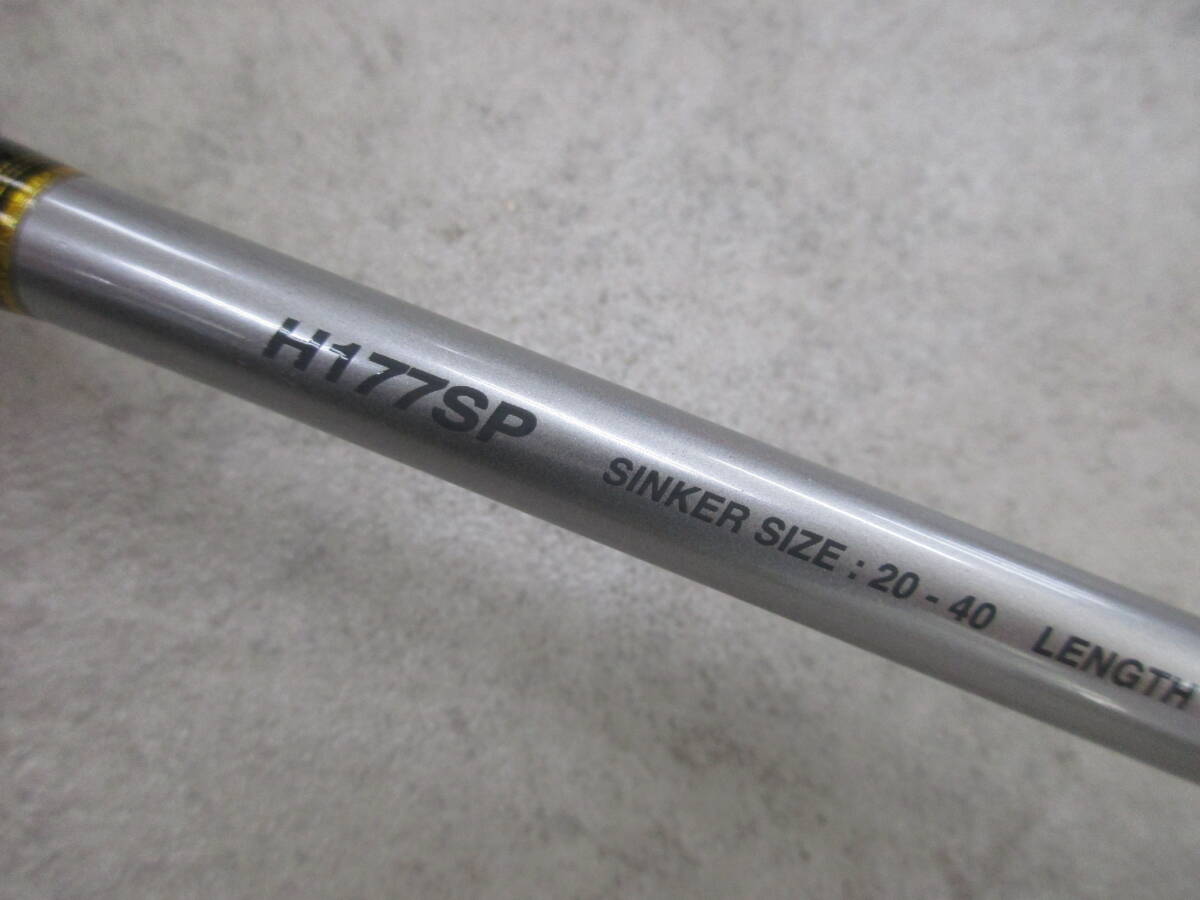 H177SP SINKER SIZE : 20 - 40 LENGTH